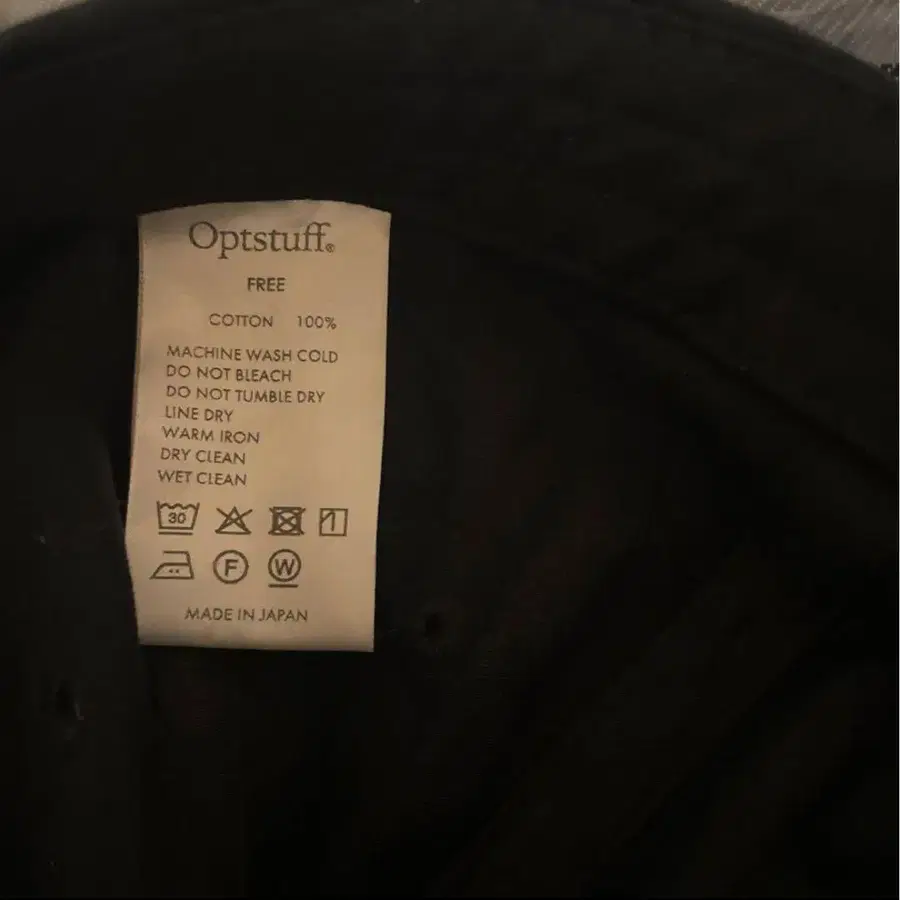 Optstuff®
FREE
COTTON 100%
MACHINE WASH COLD
DO NOT BLEACH
DO NOT TUMBLE DRY
LINE DRY
WARM IRON
DRY CLEAN
WET CLEAN
30
F W
MADE IN JAPAN